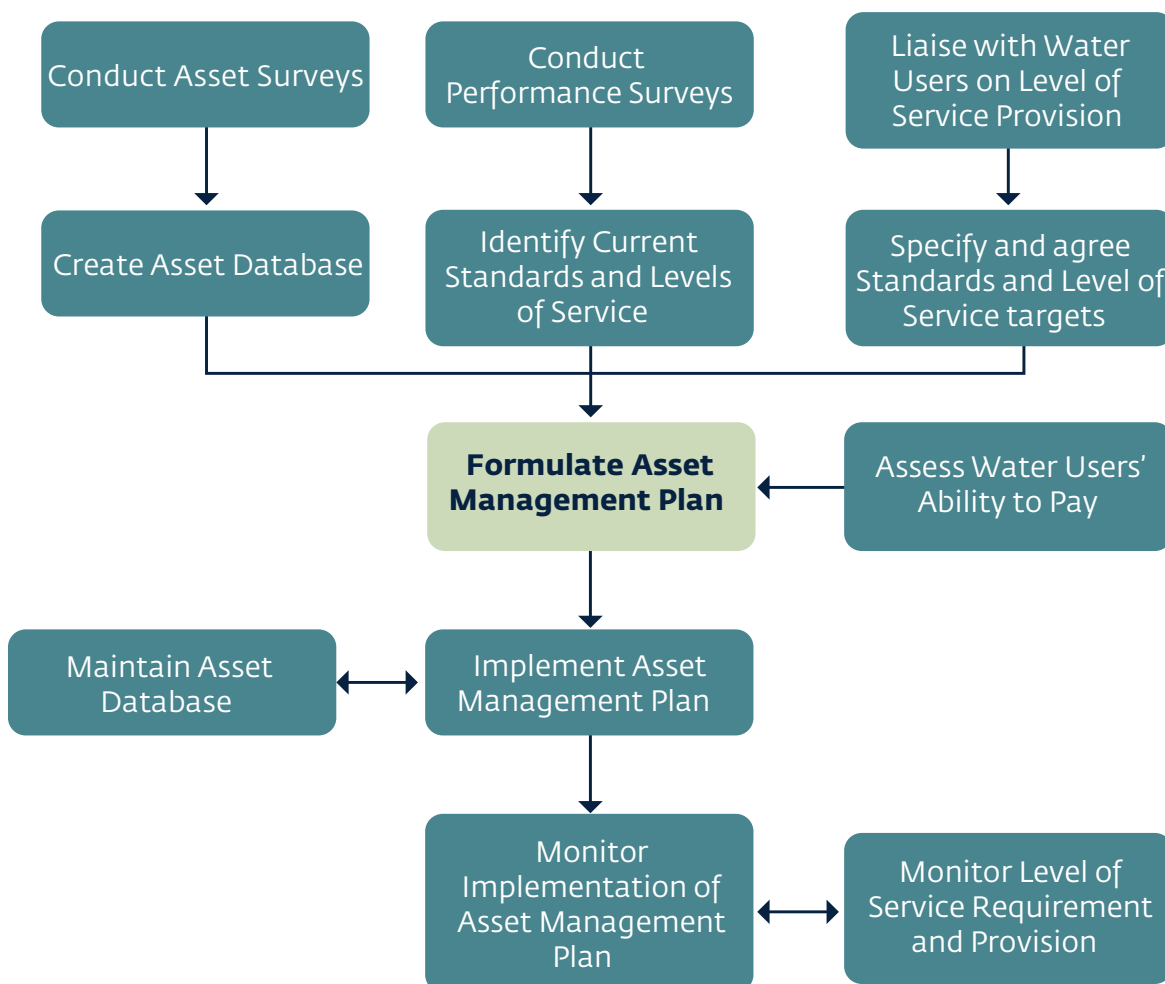 Conduct Asset Surveys
Conduct
Performance Surveys
Liaise with Water
Users on Level of
Service Provision
Create Asset Database
Identify Current
Standards and Levels
of Service
Specify and agree
Standards and Level of
Service targets
Formulate Asset
Management Plan
Assess Water Users’
Ability to Pay
Maintain Asset
Database
Implement Asset
Management Plan
Monitor
Implementation of
Asset Management
Plan
Monitor Level of
Service Requirement
and Provision